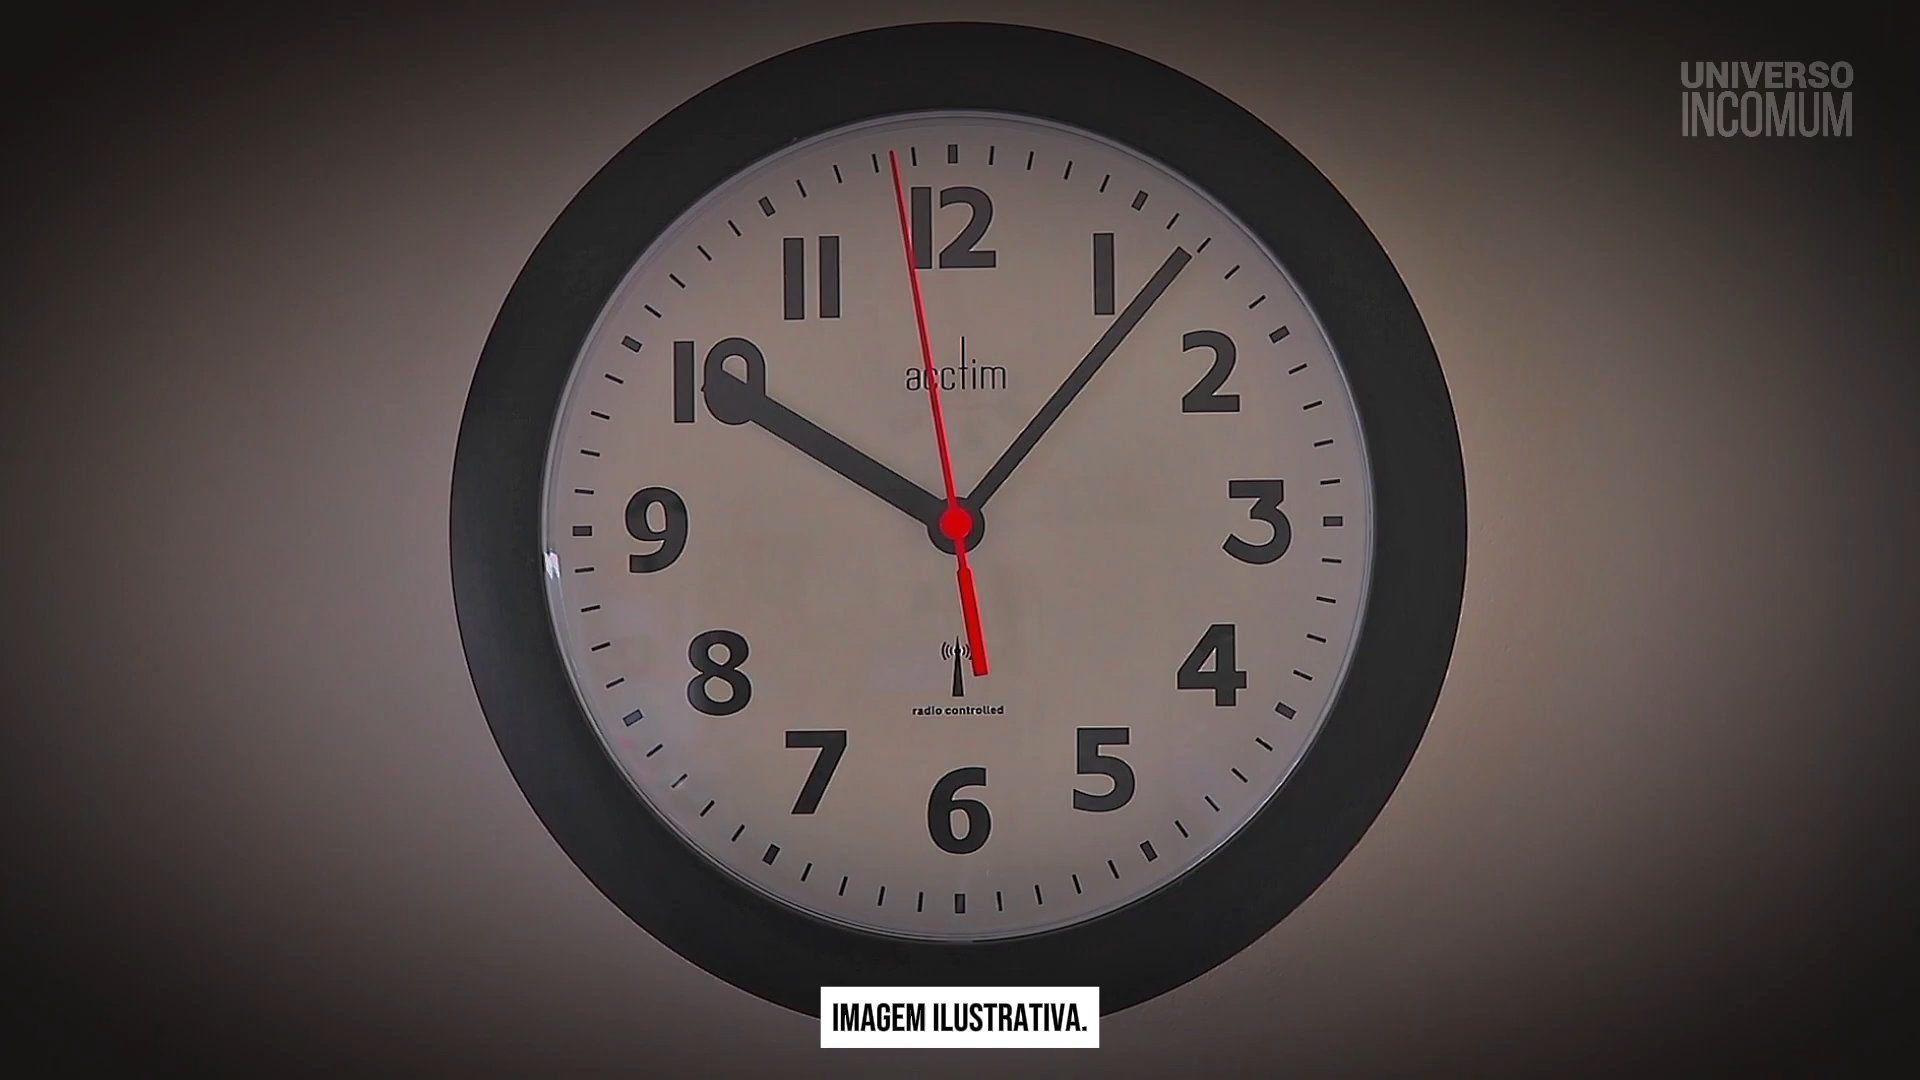 UNIVERSO
INCOMUM
12
11
1
10
2
acctim
9
3
8
4
radio controlled
7
5
6
IMAGEM ILUSTRATIVA.